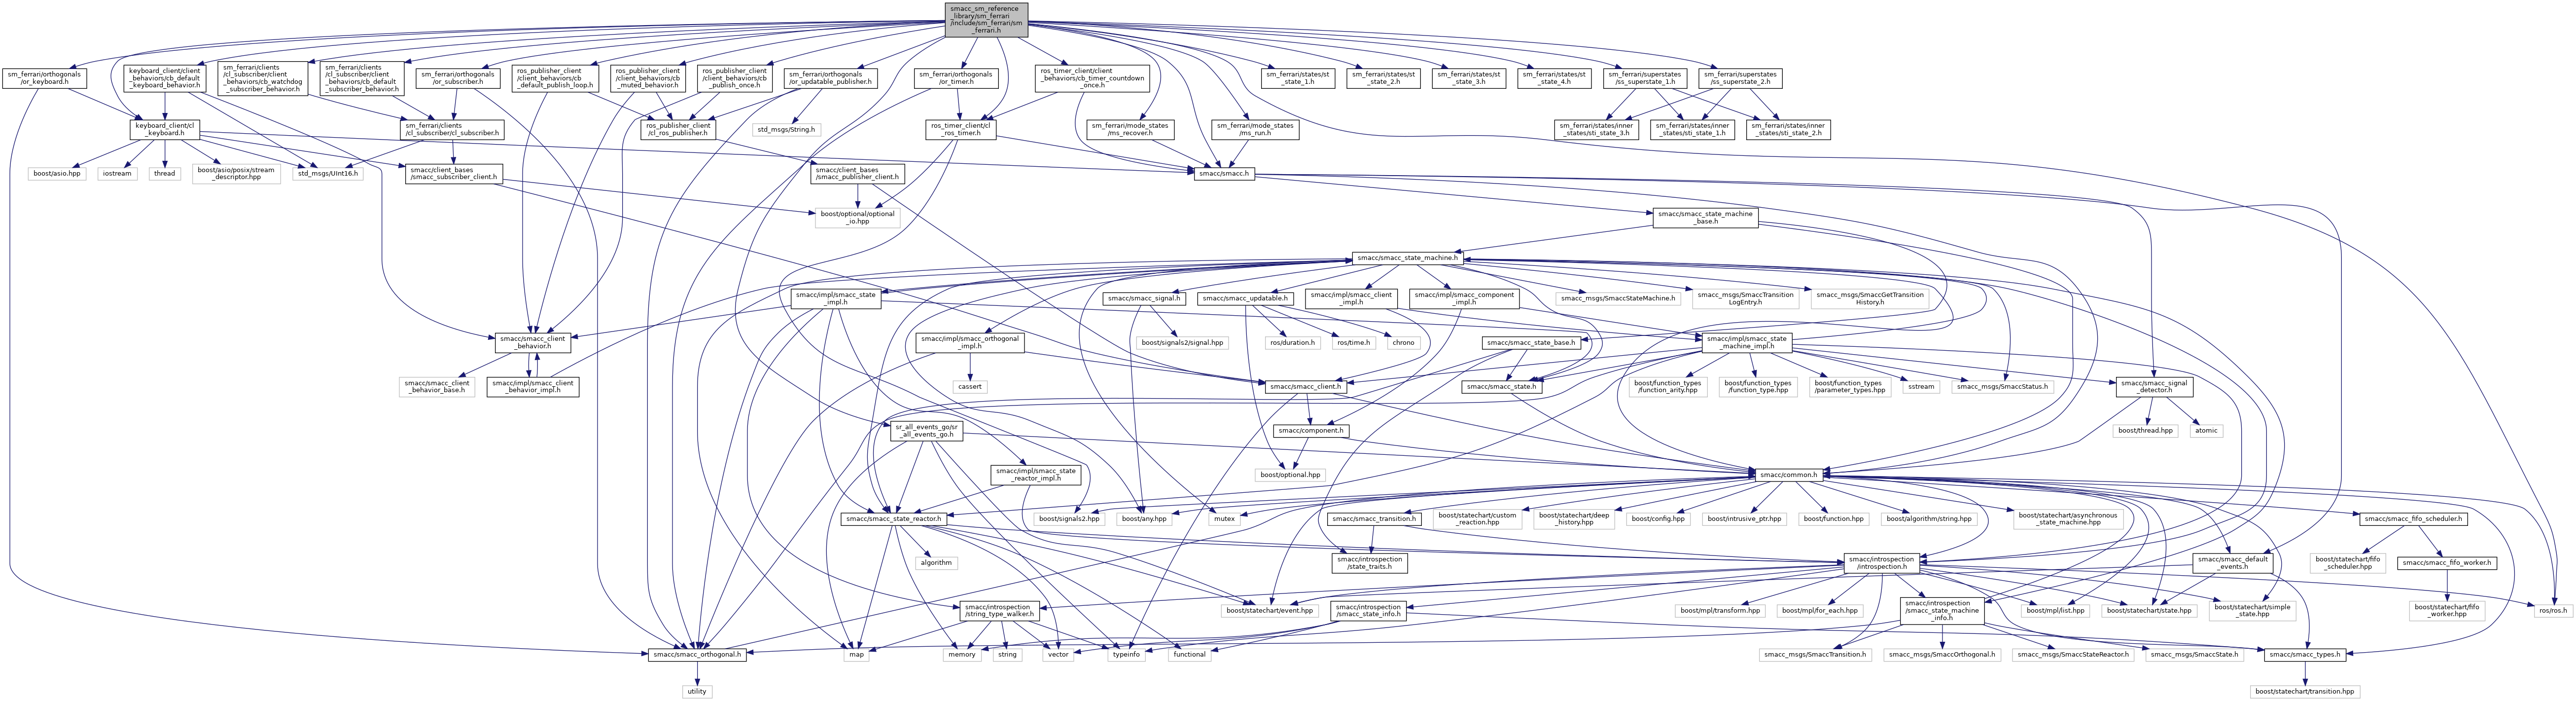 smacc_sm_reference
_library/sm_ferrari
/include/sm_ferrari/sm
_ferrari.h
sm_ferrari/orthogonals
/or_keyboard.h
keyboard_client/client
_behaviors/cb_default
_keyboard_behavior.h
sm_ferrari/clients
/cl_subscriber/client
_behaviors/cb_watchdog
_subscriber_behavior.h
sm_ferrari/clients
/cl_subscriber/client
_behaviors/cb_default
_subscriber_behavior.h
sm_ferrari/orthogonals
/or_subscriber.h
ros_publisher_client
/client_behaviors/cb
_default_publish_loop.h
ros_publisher_client
/client_behaviors/cb
_muted_behavior.h
ros_publisher_client
/client_behaviors/cb
_publish_once.h
sm_ferrari/orthogonals
/or_updatable_publisher.h
sm_ferrari/orthogonals
/or_timer.h
ros_timer_client/client
_behaviors/cb_timer_countdown
_once.h
sm_ferrari/states/st
_state_1.h
sm_ferrari/states/st
_state_2.h
sm_ferrari/states/st
_state_3.h
sm_ferrari/states/st
_state_4.h
sm_ferrari/superstates
/ss_superstate_1.h
sm_ferrari/superstates
/ss_superstate_2.h
keyboard_client/cl
_keyboard.h
sm_ferrari/clients
/cl_subscriber/cl_subscriber.h
ros_publisher_client
/cl_ros_publisher.h
std_msgs/String.h
ros_timer_client/cl
_ros_timer.h
sm_ferrari/mode_states
/ms_recover.h
sm_ferrari/mode_states
/ms_run.h
sm_ferrari/states/inner
_states/sti_state_3.h
sm_ferrari/states/inner
_states/sti_state_1.h
sm_ferrari/states/inner
_states/sti_state_2.h
boost/asio.hpp
iostream
thread
boost/asio/posix/stream
_descriptor.hpp
std_msgs/UInt16.h
smacc/client_bases
/smacc_subscriber_client.h
smacc/client_bases
/smacc_publisher_client.h
smacc/smacc.h
boost/optional/optional
_io.hpp
smacc/smacc_state_machine
_base.h
smacc/smacc_state_machine.h
smacc/impl/smacc_state
_impl.h
smacc/smacc_signal.h
smacc/smacc_updatable.h
smacc/impl/smacc_client
_impl.h
smacc/impl/smacc_component
_impl.h
smacc_msgs/SmaccStateMachine.h
smacc_msgs/SmaccTransition
LogEntry.h
smacc_msgs/SmaccGetTransition
History.h
smacc/smacc_client
_behavior.h
smacc/impl/smacc_orthogonal
_impl.h
boost/signals2/signal.hpp
ros/duration.h
ros/time.h
chrono
smacc/smacc_state_base.h
smacc/impl/smacc_state
_machine_impl.h
smacc/smacc_client
_behavior_base.h
smacc/impl/smacc_client
_behavior_impl.h
cassert
smacc/smacc_client.h
smacc/smacc_state.h
boost/function_types
/function_arity.hpp
boost/function_types
/function_type.hpp
boost/function_types
/parameter_types.hpp
sstream
smacc_msgs/SmaccStatus.h
smacc/smacc_signal
_detector.h
sr_all_events_go/sr
_all_events_go.h
smacc/component.h
boost/thread.hpp
atomic
smacc/impl/smacc_state
_reactor_impl.h
boost/optional.hpp
smacc/common.h
smacc/smacc_state_reactor.h
boost/signals2.hpp
boost/any.hpp
mutex
smacc/smacc_transition.h
boost/statechart/custom
_reaction.hpp
boost/statechart/deep
_history.hpp
boost/config.hpp
boost/intrusive_ptr.hpp
boost/function.hpp
boost/algorithm/string.hpp
boost/statechart/asynchronous
_state_machine.hpp
smacc/smacc_fifo_scheduler.h
algorithm
smacc/introspection
/state_traits.h
smacc/introspection
/introspection.h
smacc/smacc_default
_events.h
boost/statechart/fifo
_scheduler.hpp
smacc/smacc_fifo_worker.h
smacc/introspection
/string_type_walker.h
boost/statechart/event.hpp
smacc/introspection
/smacc_state_info.h
boost/mpl/transform.hpp
boost/mpl/for_each.hpp
smacc/introspection
/smacc_state_machine
_info.h
boost/mpl/list.hpp
boost/statechart/state.hpp
boost/statechart/simple
_state.hpp
boost/statechart/fifo
_worker.hpp
ros/ros.h
smacc/smacc_orthogonal.h
map
memory
string
vector
typeinfo
functional
smacc_msgs/SmaccTransition.h
smacc_msgs/SmaccOrthogonal.h
smacc_msgs/SmaccStateReactor.h
smacc_msgs/SmaccState.h
smacc/smacc_types.h
utility
boost/statechart/transition.hpp